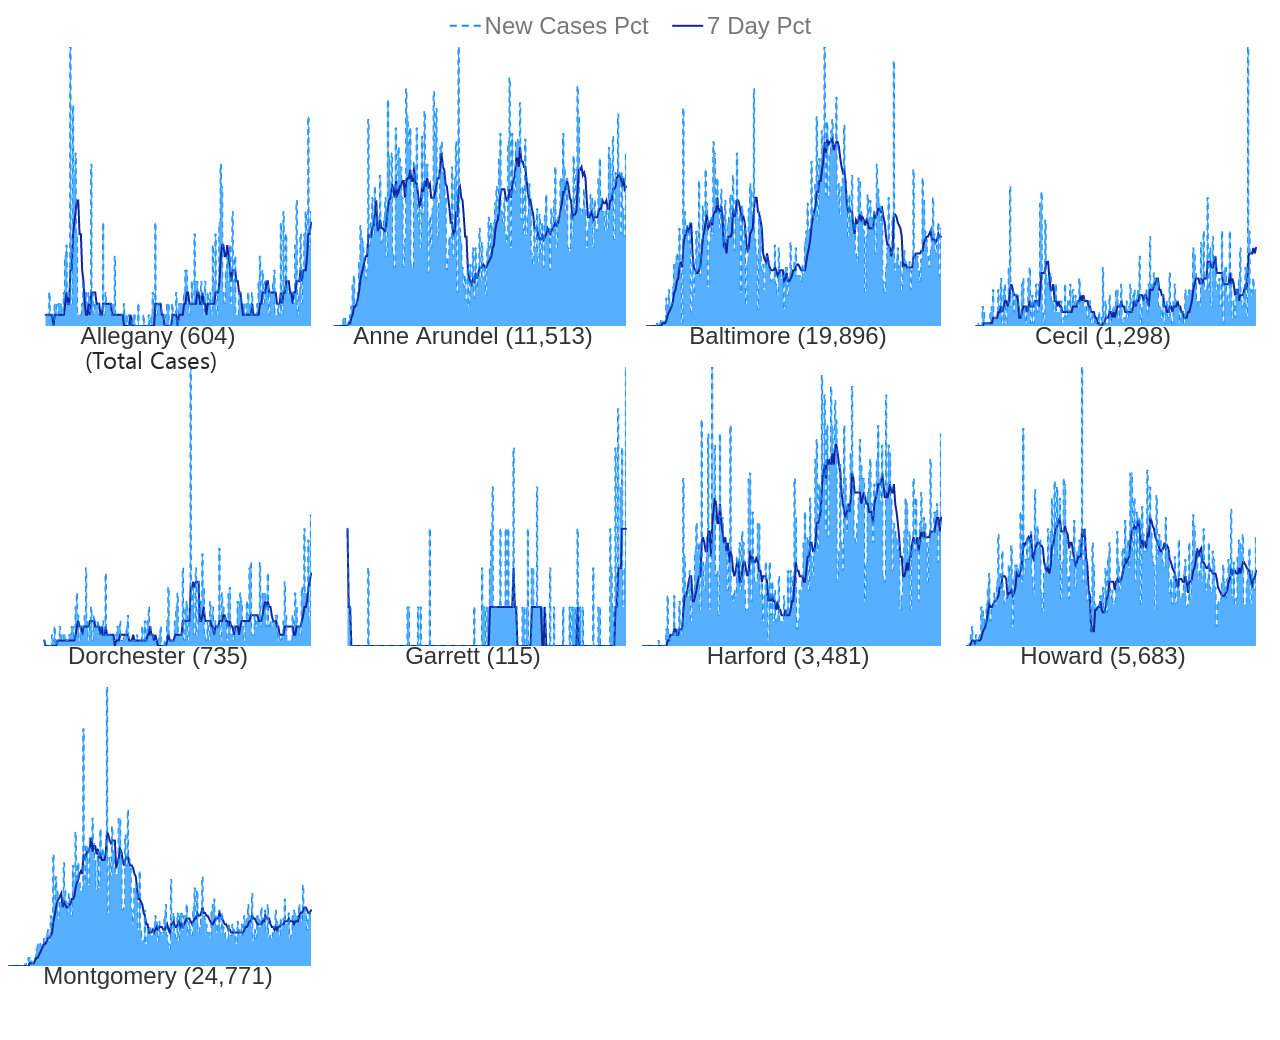 New Cases Pct 7 Day Pct
Allegany (604) Anne Arundel (11,513) Baltimore (19,896) Cecil (1,298)
(Total Cases)
Dorchester (735) Garrett (115) Harford (3,481) Howard (5,683)
Montgomery (24,771)